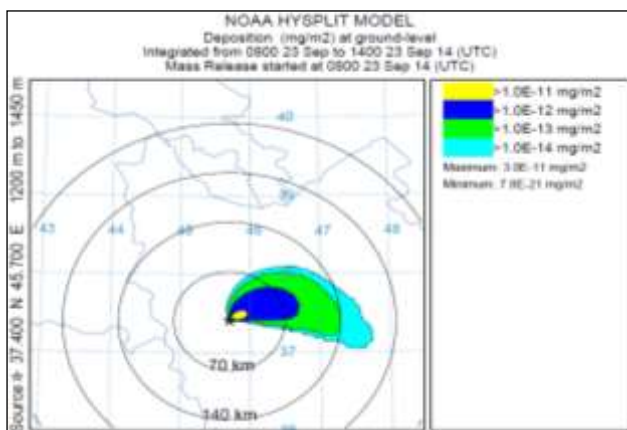 NOAA HYSPLIT MODEL
Deposition (mg/m2) at ground-level
Integrated from 0800 23 Sep to 1400 23 Sep 14 (UTC)
Mass Release started at 0800 23 Sep 14 (UTC)
Source ☆ 37.400 N 45.700 E 1200 m to 1450 m
>1.0E-11 mg/m2
>1.0E-12 mg/m2
>1.0E-13 mg/m2
>1.0E-14 mg/m2
Maximum: 3.0E-11 mg/m2
Minimum: 7.8E-21 mg/m2
40
39
43
44
45
46
47
48
37
70 km
140 km